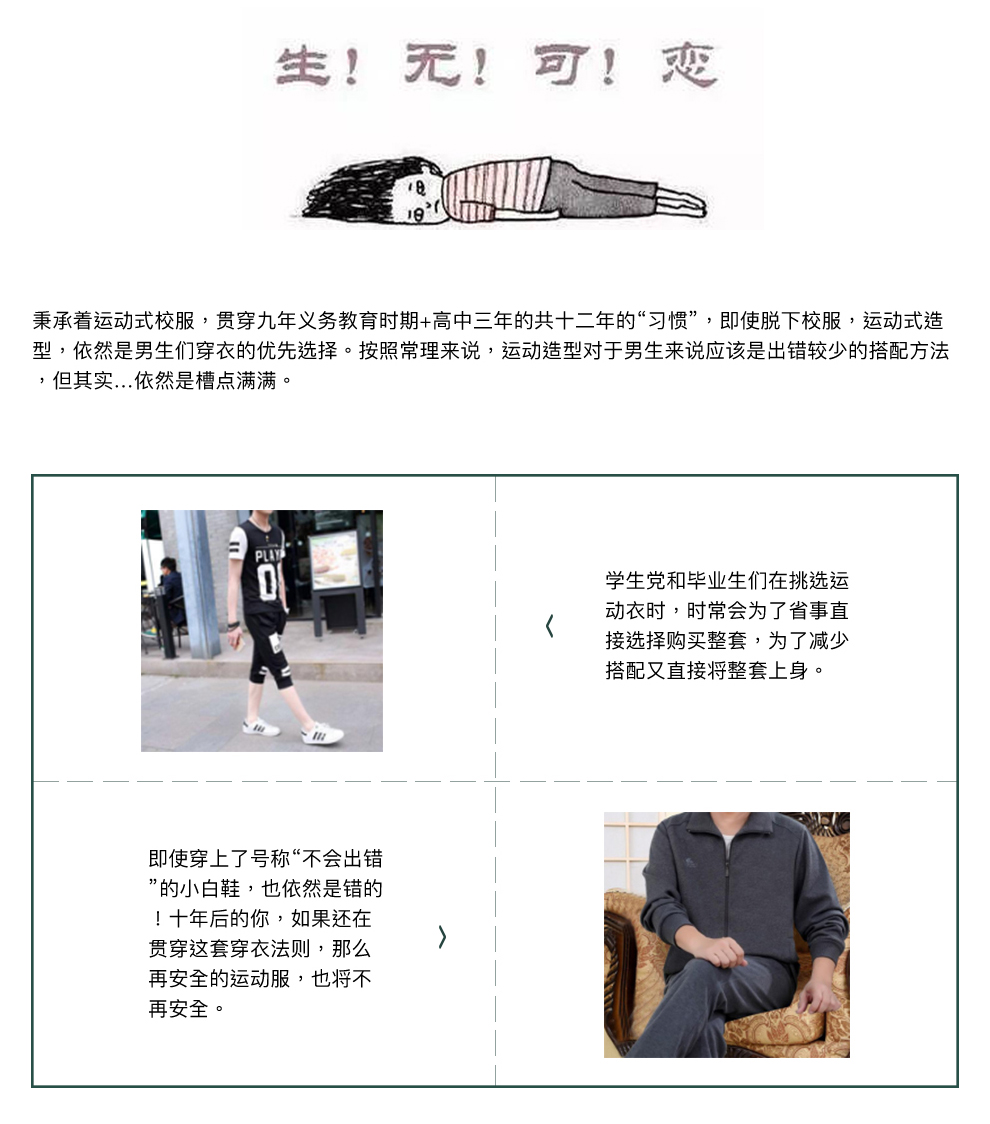 生！无！可！恋
秉承着运动式校服，贯穿九年义务教育时期+高中三年的共十二年的“习惯”，即使脱下校服，运动式造
型，依然是男生们穿衣的优先选择。按照常理来说，运动造型对于男生来说应该是出错较少的搭配方法
，但其实…依然是槽点满满。
PLAY
学生党和毕业生们在挑选运
动衣时，时常会为了省事直
接选择购买整套，为了减少
搭配又直接将整套上身。
即使穿上了号称“不会出错
”的小白鞋，也依然是错的
！十年后的你，如果还在
贯穿这套穿衣法则，那么
再安全的运动服，也将不
再安全。